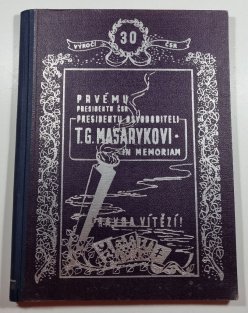 VÝROČÍ 30 ČSR
PRVÉMU
PRESIDENTU ČSR
PRESIDENTU OSVOBODITELI
T.G. MASARYKOVI
IN MEMORIAM
PRAVDA VÍTĚZÍ!